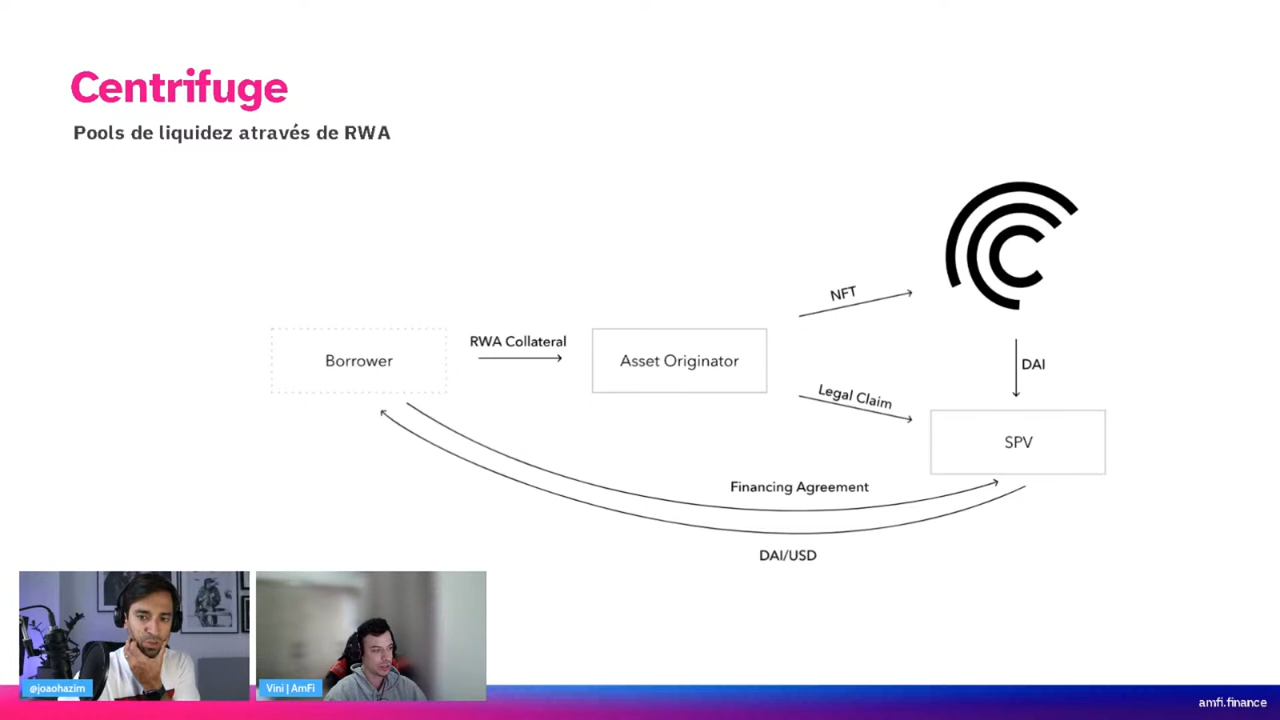 Centrifuge
Pools de liquidez através de RWA
NFT
RWA Collateral
Borrower
Asset Originator
DAI
Legal Claim
SPV
Financing Agreement
DAI/USD
@joaohazim
Vini | AmFi
amfi.finance